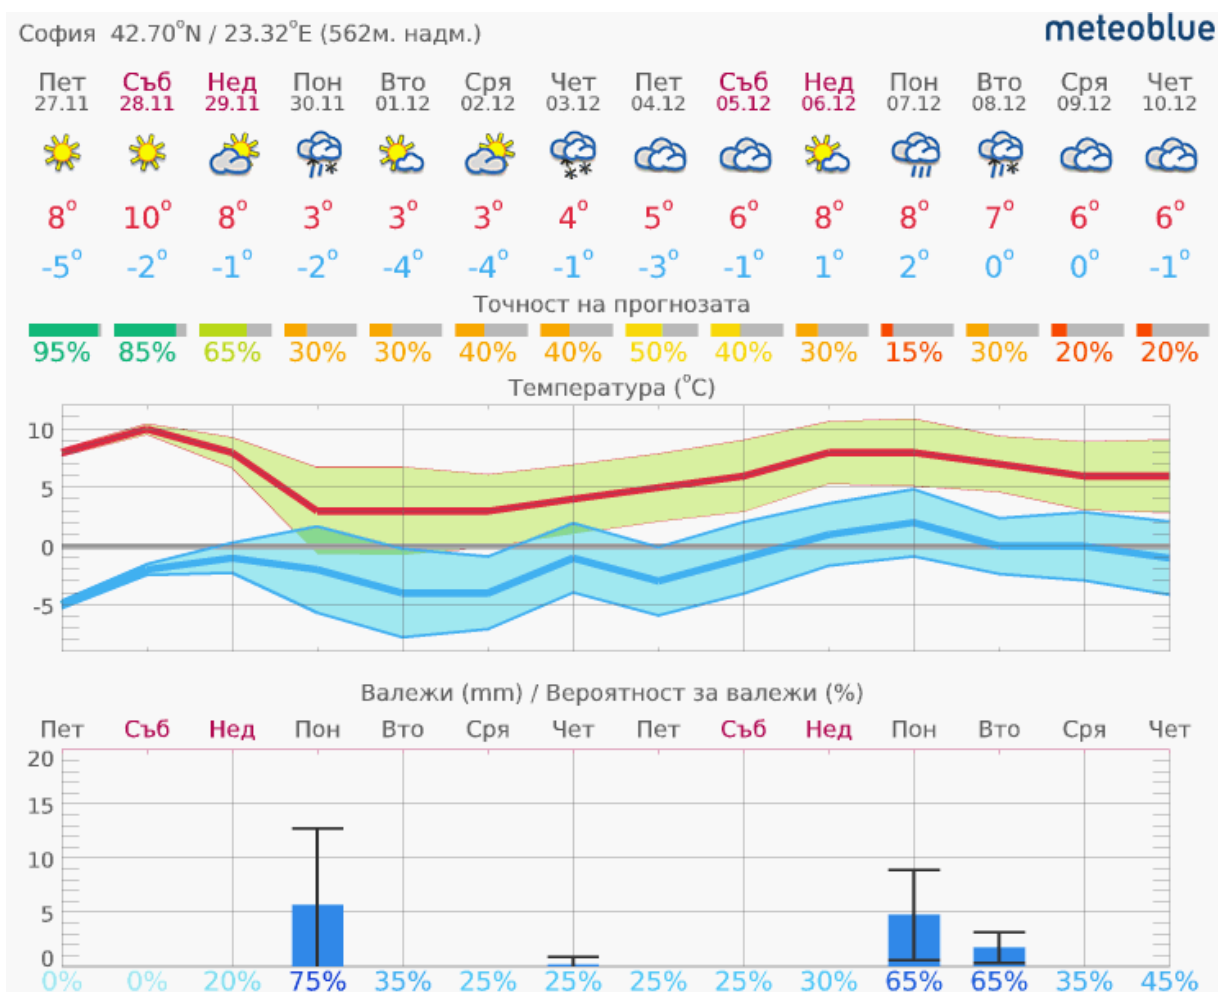 София 42.70°N / 23.32°E (562м. надм.)
meteoblue
Пет Съб Нед Пон Вто Сря Чет Пет Съб Нед Пон Вто Сря Чет
27.11 28.11 29.11 30.11 01.12 02.12 03.12 04.12 05.12 06.12 07.12 08.12 09.12 10.12
8° 10° 8° 3° 3° 3° 4° 5° 6° 8° 8° 7° 6° 6°
-5° -2° -1° -2° -4° -4° -1° -3° -1° 1° 2° 0° 0° -1°
Точност на прогнозата
95% 85% 65% 30% 30% 40% 40% 50% 40% 30% 15% 30% 20% 20%
Температура (°C)
10
5
0
-5
Валежи (mm) / Вероятност за валежи (%)
Пет Съб Нед Пон Вто Сря Чет Пет Съб Нед Пон Вто Сря Чет
20
15
10
5
0
0% 0% 20% 75% 35% 25% 25% 25% 25% 30% 65% 65% 35% 45%